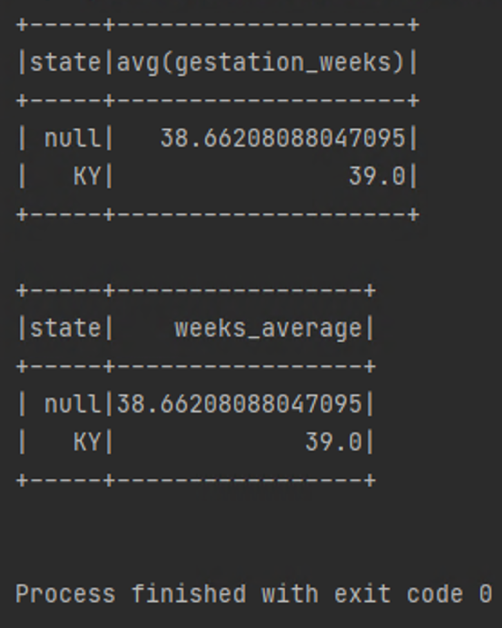 +-----+--------------------+
|state|avg(gestation_weeks)|
+-----+--------------------+
| null|   38.66208088047095|
|   KY|                39.0|
+-----+--------------------+
+-----+-----------------+
|state|    weeks_average|
+-----+-----------------+
| null|38.66208088047095|
|   KY|             39.0|
+-----+-----------------+
Process finished with exit code 0